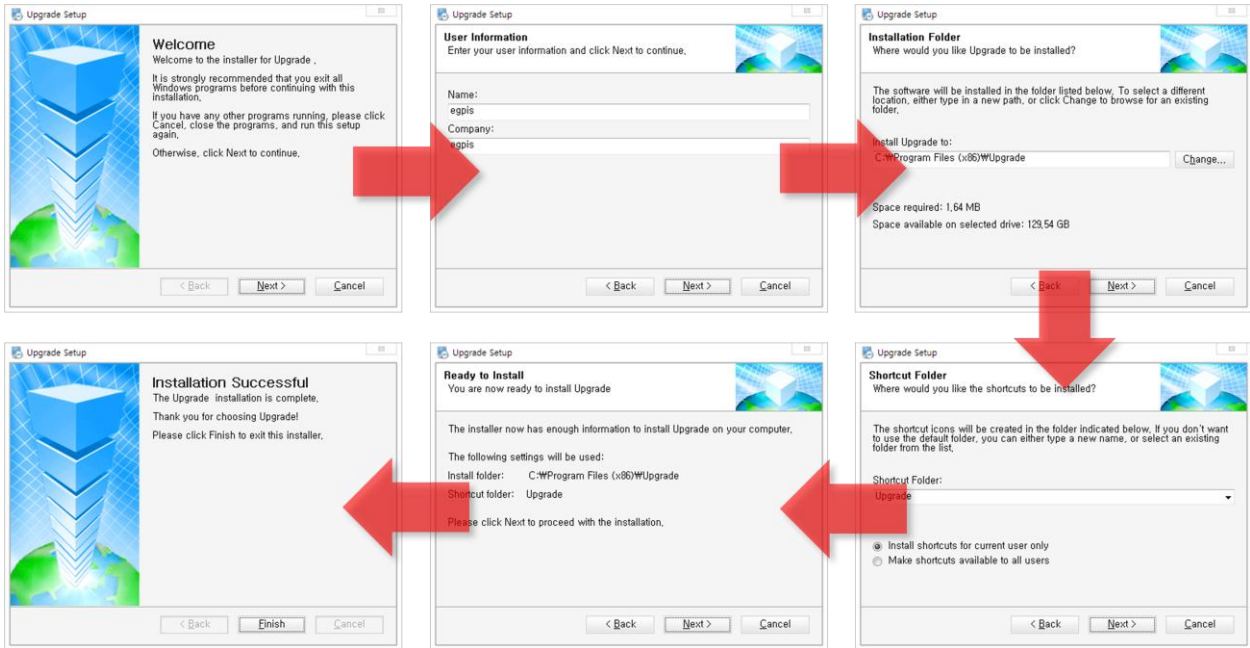 Upgrade Setup
Welcome
Welcome to the installer for Upgrade .
It is strongly recommended that you exit all
Windows programs before continuing with this
installation.
If you have any other programs running, please click
Cancel, close the programs, and run this setup
again.
Otherwise, click Next to continue.
< Back Next > Cancel
Upgrade Setup
User Information
Enter your user information and click Next to continue.
Name:
egpis
Company:
egpis
< Back Next > Cancel
Upgrade Setup
Installation Folder
Where would you like Upgrade to be installed?
The software will be installed in the folder listed below. To select a different
location, either type in a new path, or click Change to browse for an existing
folder.
Install Upgrade to:
C:₩Program Files (x86)₩Upgrade Change...
Space required: 1.64 MB
Space available on selected drive: 129.54 GB
< Back Next > Cancel
Upgrade Setup
Shortcut Folder
Where would you like the shortcuts to be installed?
The shortcut icons will be created in the folder indicated below. If you don't want
to use the default folder, you can either type a new name, or select an existing
folder from the list.
Shortcut Folder:
Upgrade
Install shortcuts for current user only
Make shortcuts available to all users
< Back Next > Cancel
Upgrade Setup
Ready to Install
You are now ready to install Upgrade
The installer now has enough information to install Upgrade on your computer.
The following settings will be used:
Install folder: C:₩Program Files (x86)₩Upgrade
Shortcut folder: Upgrade
Please click Next to proceed with the installation.
< Back Next > Cancel
Upgrade Setup
Installation Successful
The Upgrade installation is complete.
Thank you for choosing Upgrade!
Please click Finish to exit this installer.
< Back Finish Cancel